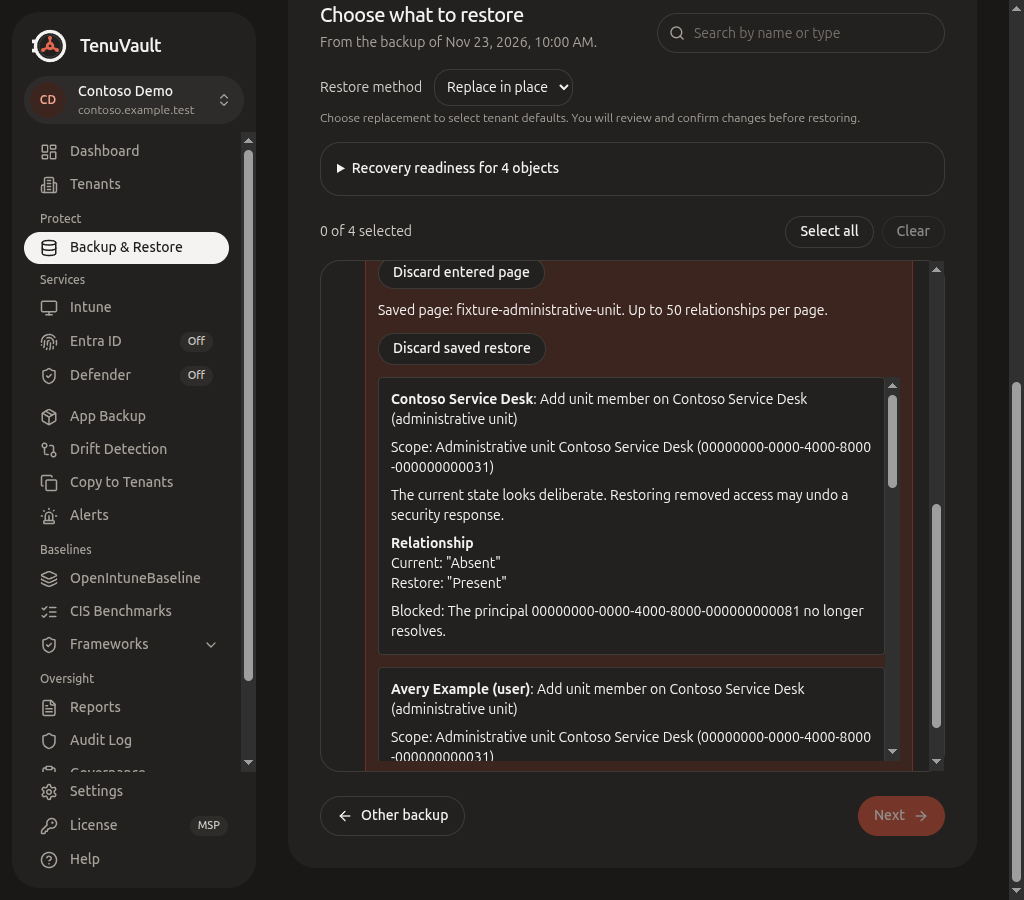 TenuVault
CD
Contoso Demo
contoso.example.test
Dashboard
Tenants
Protect
Backup & Restore
Services
Intune
Entra ID
Off
Defender
Off
App Backup
Drift Detection
Copy to Tenants
Alerts
Baselines
OpenIntuneBaseline
CIS Benchmarks
Frameworks
Oversight
Reports
Audit Log
Governance
Settings
License
MSP
Help
Choose what to restore
From the backup of Nov 23, 2026, 10:00 AM.
Search by name or type
Restore method
Replace in place
Choose replacement to select tenant defaults. You will review and confirm changes before restoring.
Recovery readiness for 4 objects
0 of 4 selected
Select all
Clear
Discard entered page
Saved page: fixture-administrative-unit. Up to 50 relationships per page.
Discard saved restore
Contoso Service Desk: Add unit member on Contoso Service Desk
(administrative unit)
Scope: Administrative unit Contoso Service Desk (00000000-0000-4000-8000
-000000000031)
The current state looks deliberate. Restoring removed access may undo a
security response.
Relationship
Current: "Absent"
Restore: "Present"
Blocked: The principal 00000000-0000-4000-8000-000000000081 no longer
resolves.
Avery Example (user): Add unit member on Contoso Service Desk
(administrative unit)
Scope: Administrative unit Contoso Service Desk (00000000-0000-4000-8000
-000000000031)
Other backup
Next